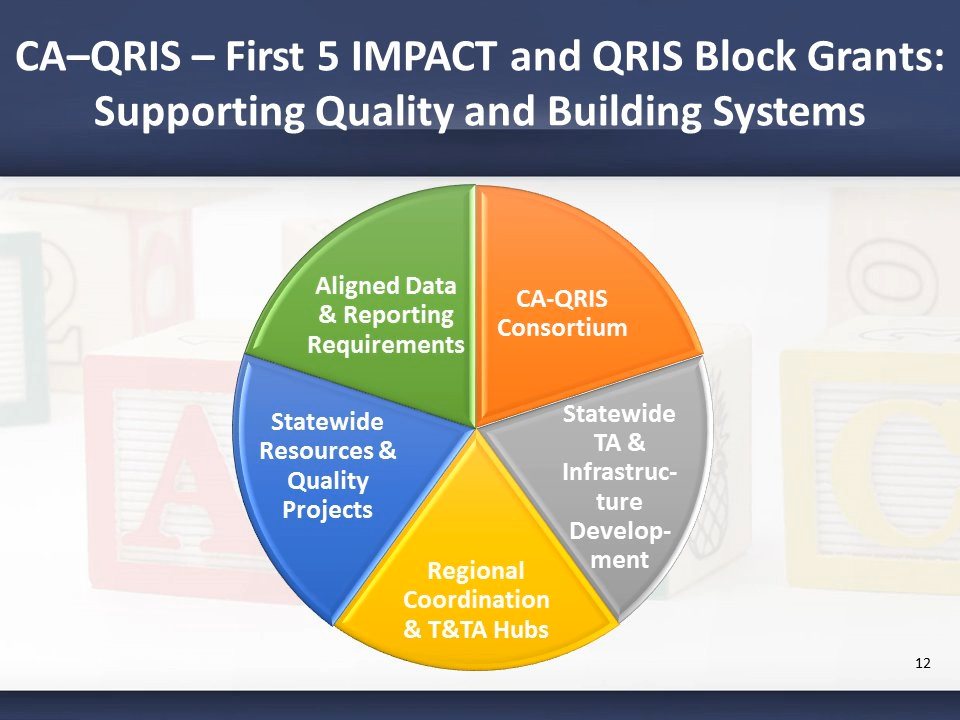 CA–QRIS – First 5 IMPACT and QRIS Block Grants:
Supporting Quality and Building Systems
Aligned Data
& Reporting
Requirements
CA-QRIS
Consortium
Statewide
Resources &
Quality
Projects
Statewide
TA &
Infrastruc-
ture
Develop-
ment
Regional
Coordination
& T&TA Hubs
12